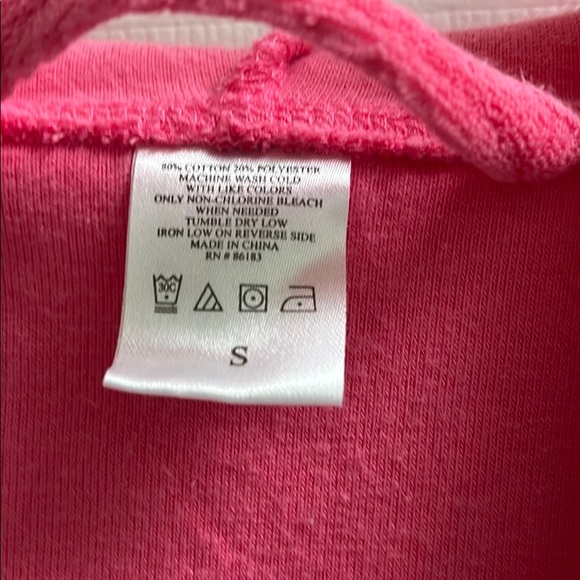 80% COTTON 20% POLYESTER
MACHINE WASH COLD
WITH LIKE COLORS
ONLY NON-CHLORINE BLEACH
WHEN NEEDED
TUMBLE DRY LOW
IRON LOW ON REVERSE SIDE
MADE IN CHINA
RN # 86183
30C
S